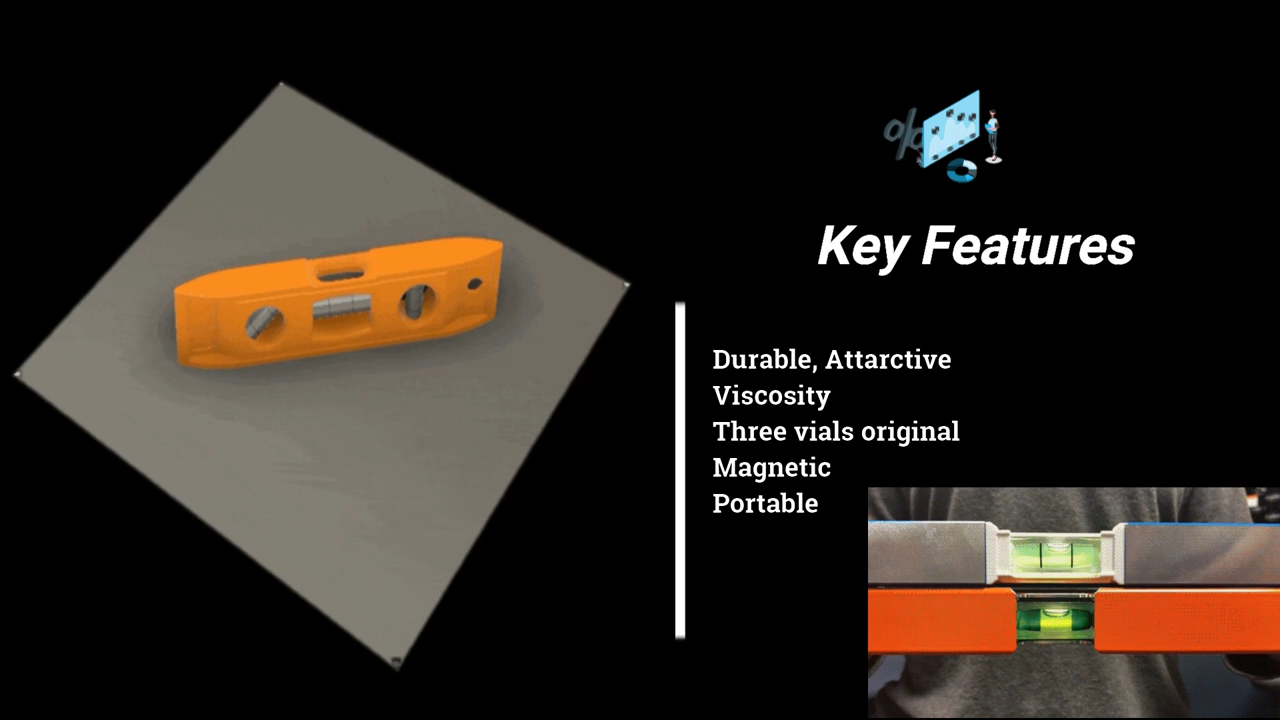 Key Features
Durable, Attarctive
Viscosity
Three vials original
Magnetic
Portable